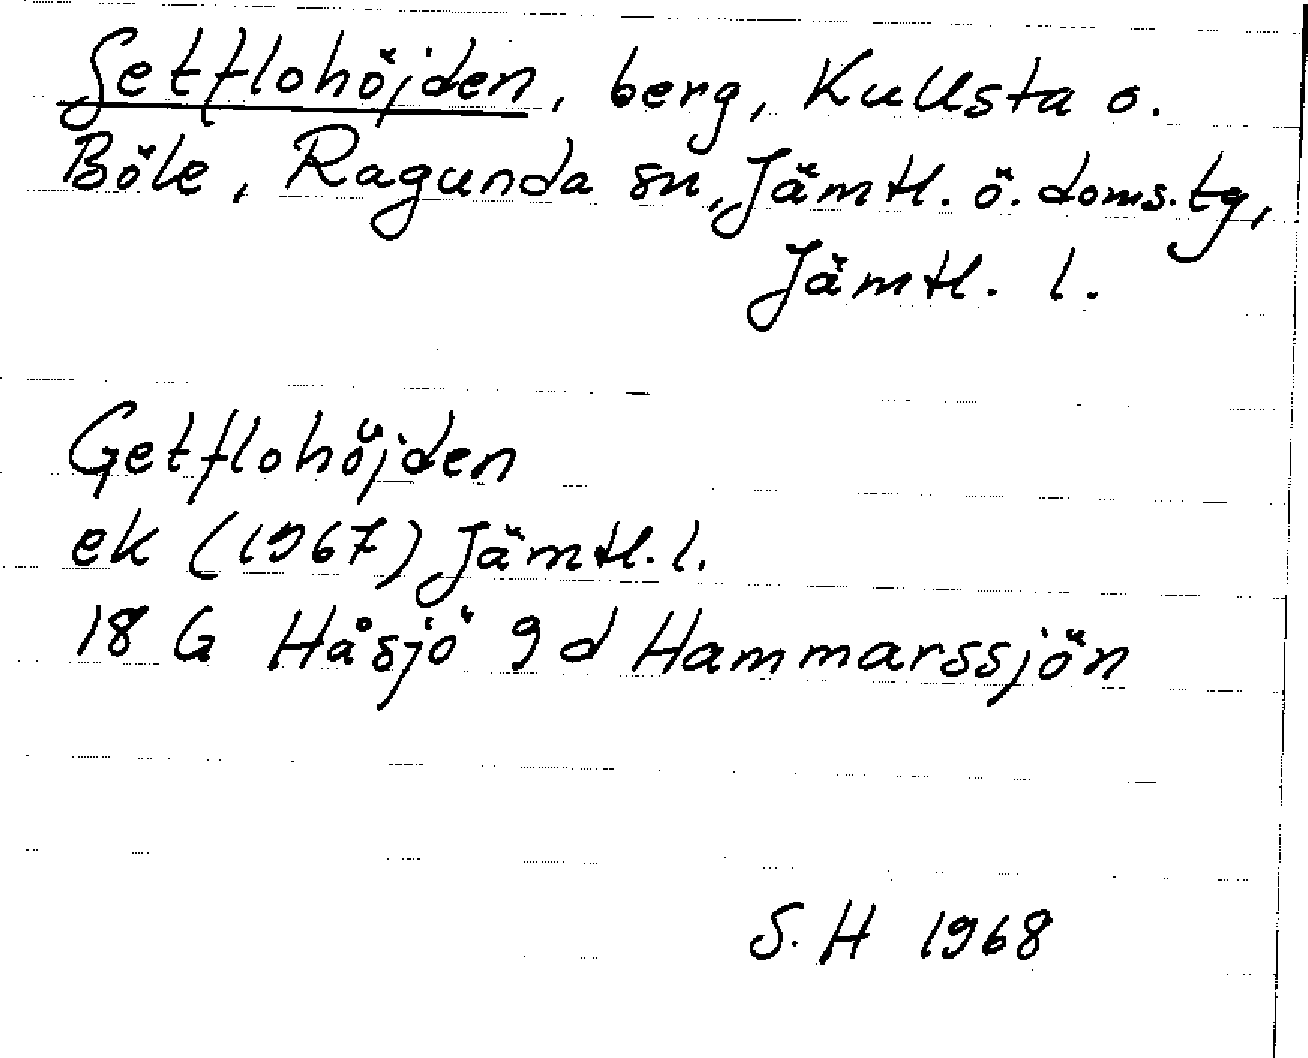 Getflohöjden, berg, Kullsta o.
Böle, Ragunda sn, Jämtl. ö. doms.tg,
Jämtl. l.
Getflohöjden
ek (1967) Jämtl. l.
18 G Håsjö 9 d Hammarssjön
S. H 1968